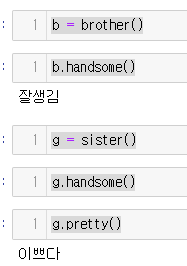 : 1 b = brother()
: 1 b.handsome()
잘생김
: 1 g = sister()
: 1 g.handsome()
: 1 g.pretty()
이쁘다